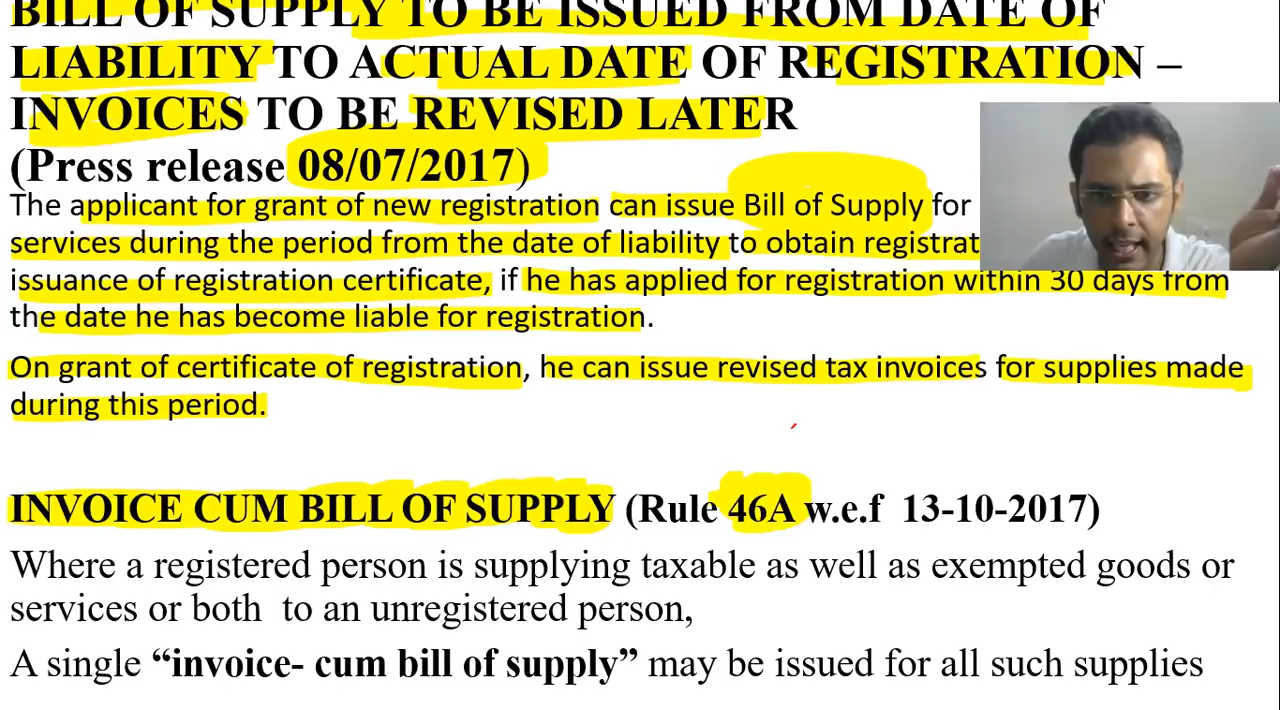 BILL OF SUPPLY TO BE ISSUED FROM DATE OF
LIABILITY TO ACTUAL DATE OF REGISTRATION –
INVOICES TO BE REVISED LATER
(Press release 08/07/2017)
The applicant for grant of new registration can issue Bill of Supply for
services during the period from the date of liability to obtain registrat
issuance of registration certificate, if he has applied for registration within 30 days from
the date he has become liable for registration.
On grant of certificate of registration, he can issue revised tax invoices for supplies made
during this period.
INVOICE CUM BILL OF SUPPLY (Rule 46A w.e.f 13-10-2017)
Where a registered person is supplying taxable as well as exempted goods or
services or both to an unregistered person,
A single “invoice- cum bill of supply” may be issued for all such supplies